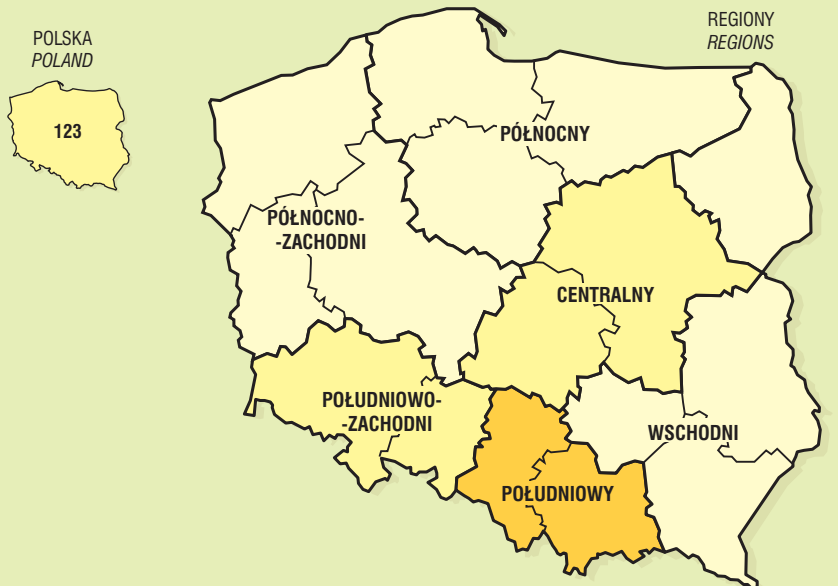 POLSKA
POLAND
123
REGIONY
REGIONS
PÓŁNOCNY
PÓŁNOCNO-
-ZACHODNI
CENTRALNY
POŁUDNIOWO-
-ZACHODNI
WSCHODNI
POŁUDNIOWY